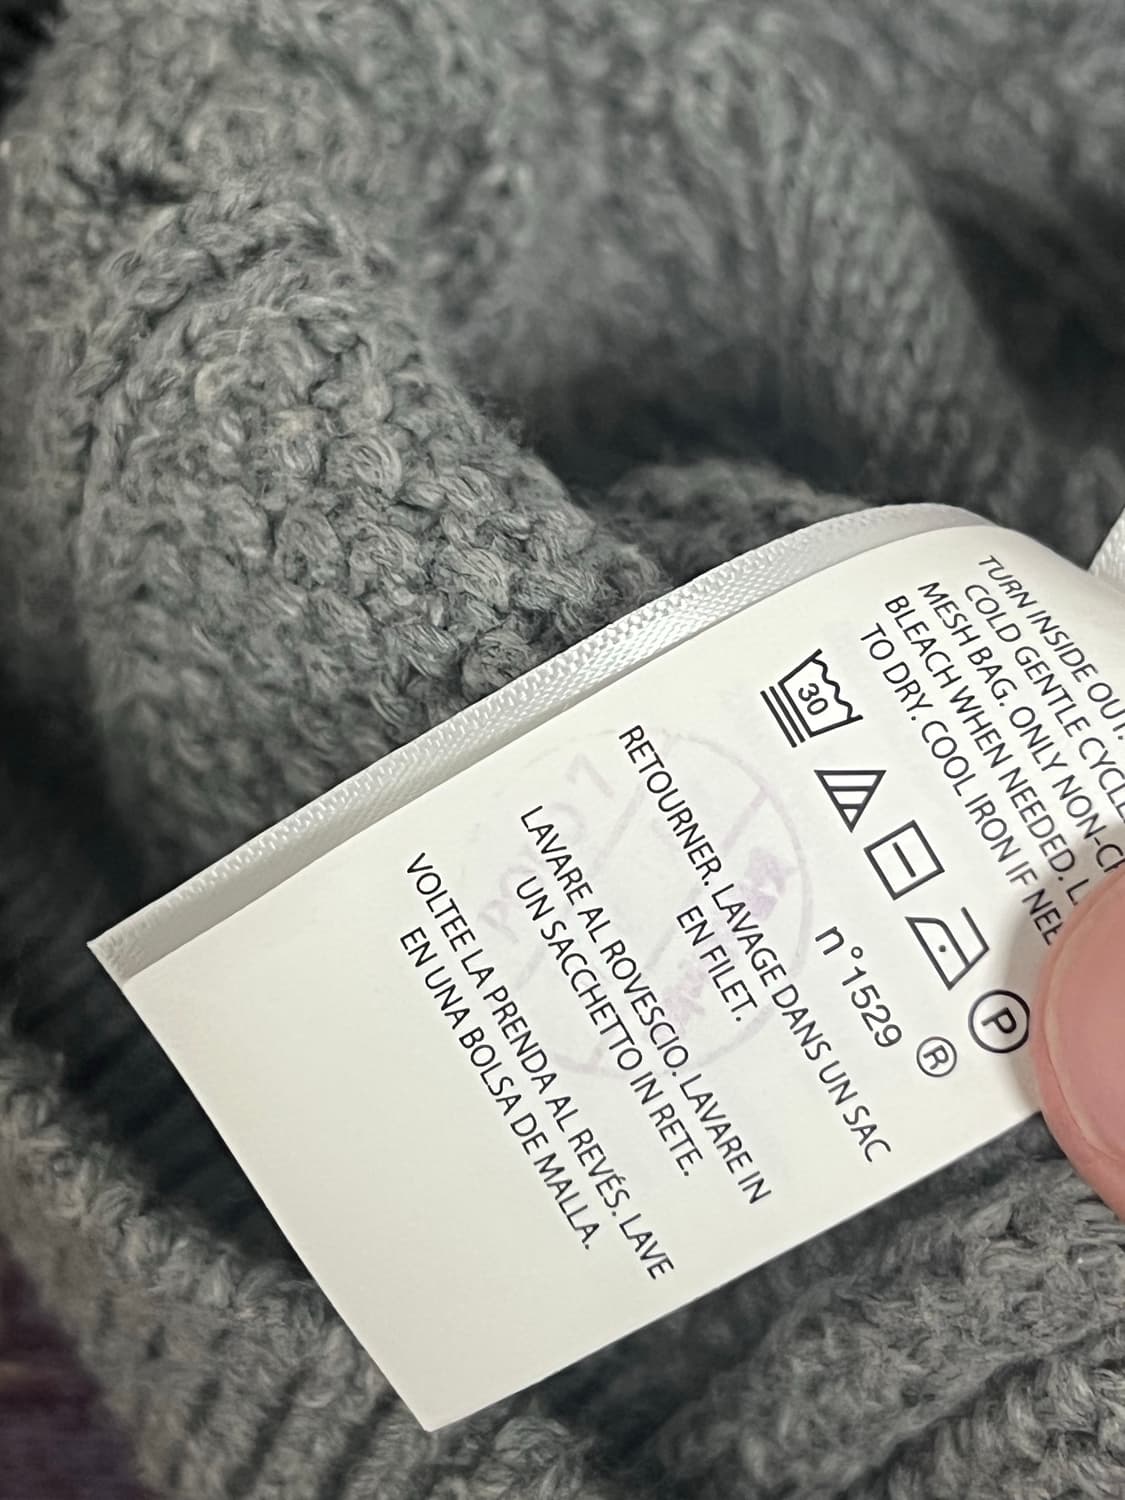 TURN INSIDE OUT.
COLD GENTLE CYCLE
MESH BAG. ONLY NON-
BLEACH WHEN NEEDED.
TO DRY. COOL IRON IF
30
P
n°1529 ®
RETOURNER. LAVAGE DANS UN SAC
EN FILET.
LAVARE AL ROVESCIO. LAVARE IN
UN SACCHETTO IN RETE.
VOLTEE LA PRENDA AL REVÉS. LAVE
EN UNA BOLSA DE MALLA.